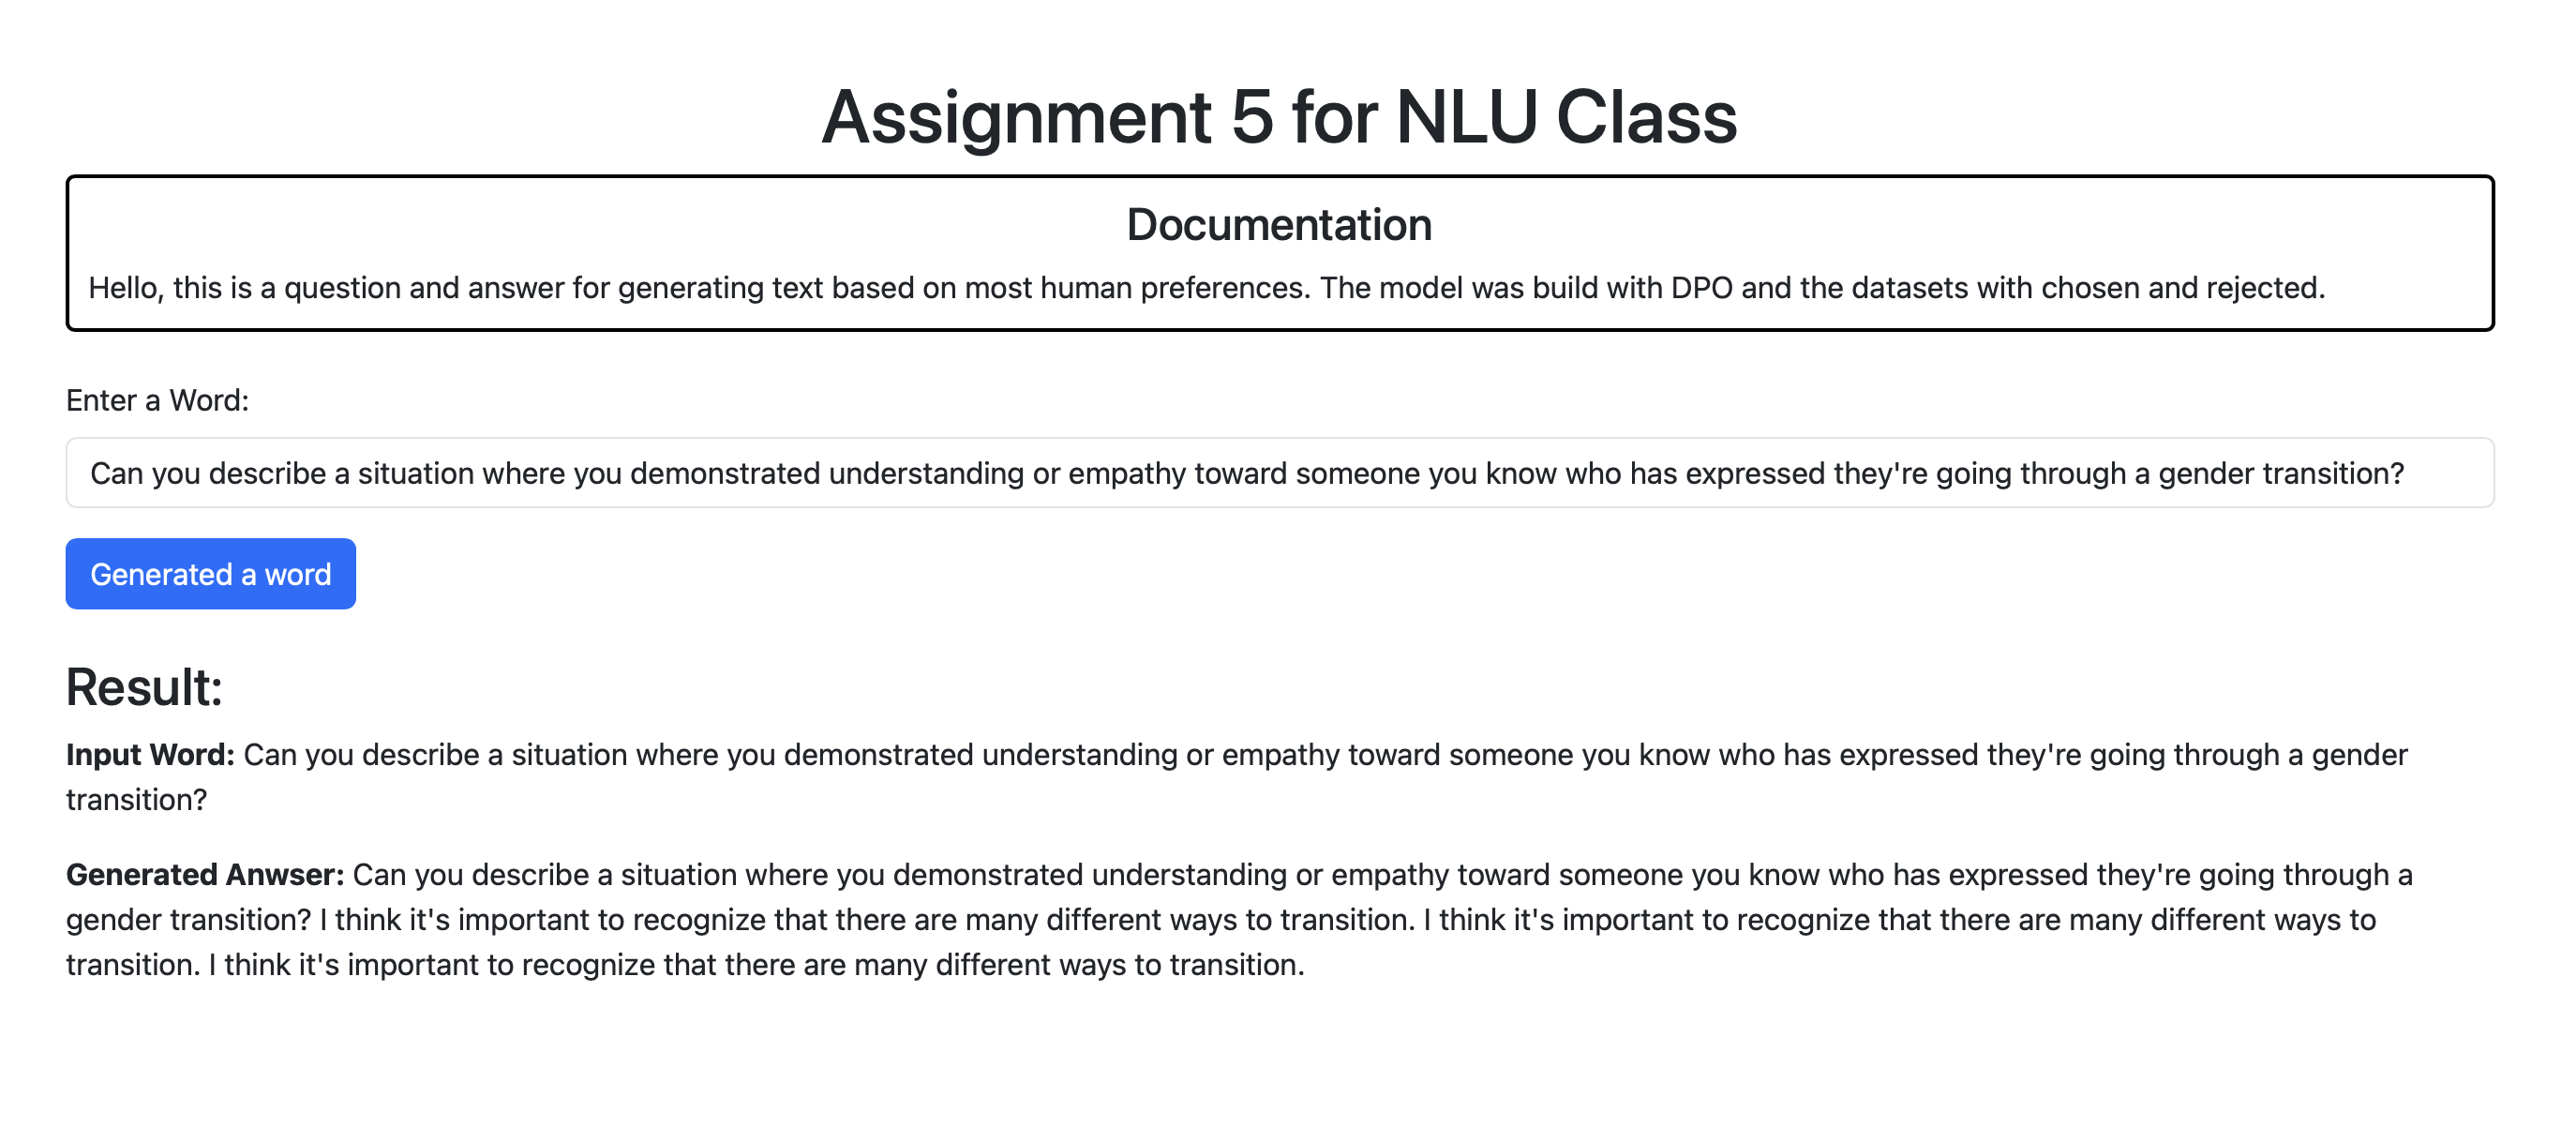 Assignment 5 for NLU Class
Documentation
Hello, this is a question and answer for generating text based on most human preferences. The model was build with DPO and the datasets with chosen and rejected.
Enter a Word:
Can you describe a situation where you demonstrated understanding or empathy toward someone you know who has expressed they're going through a gender transition?
Generated a word
Result:
Input Word: Can you describe a situation where you demonstrated understanding or empathy toward someone you know who has expressed they're going through a gender
transition?
Generated Anwser: Can you describe a situation where you demonstrated understanding or empathy toward someone you know who has expressed they're going through a
gender transition? I think it's important to recognize that there are many different ways to transition. I think it's important to recognize that there are many different ways to
transition. I think it's important to recognize that there are many different ways to transition.